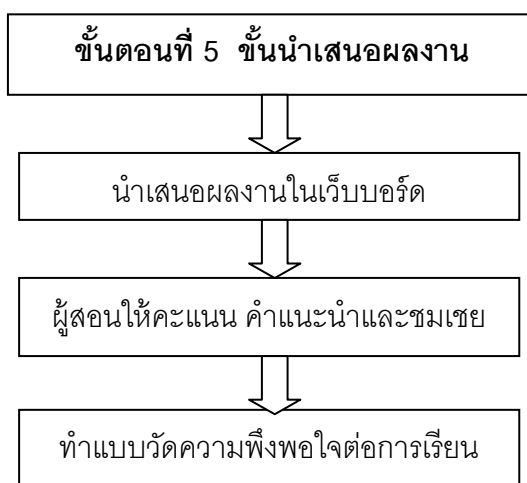 ขั้นตอนที่ 5 ขั้นนำเสนอผลงาน
นำเสนอผลงานในเว็บบอร์ด
ผู้สอนให้คะแนน คำแนะนำและชมเชย
ทำแบบวัดความพึงพอใจต่อการเรียน